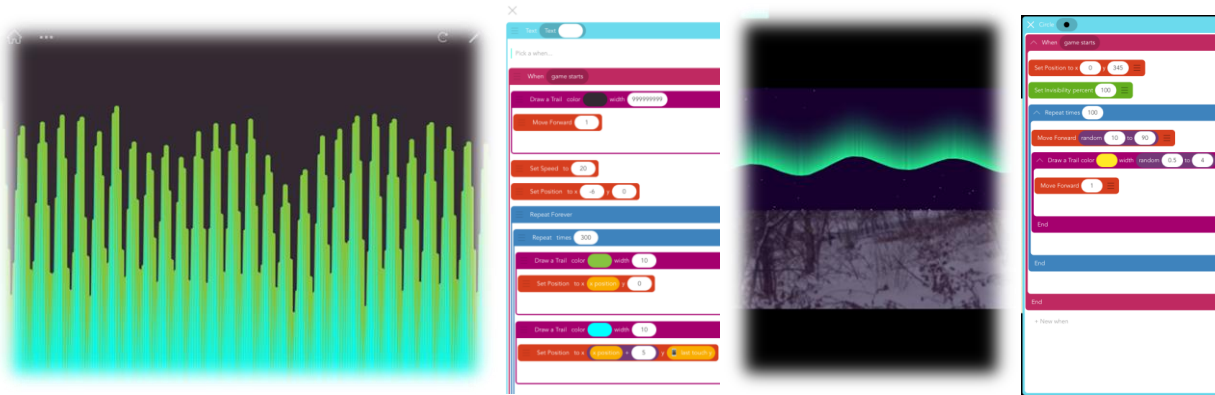 Text Text
Pick a when...
When game starts
Draw a Trail color width 999999999
Move Forward 1
Set Speed to 20
Set Position to x -6 y 0
Repeat Forever
Repeat times 300
Draw a Trail color width 10
Set Position to x x position y 0
Draw a Trail color width 10
Set Position to x x position + 5 y last touch y
Circle
When game starts
Set Position to x 0 y 345
Set Invisibility percent 100
Repeat times 100
Move Forward random 10 to 90
Draw a Trail color width random 0.5 to 4
Move Forward 1
End
End
End
+ New when